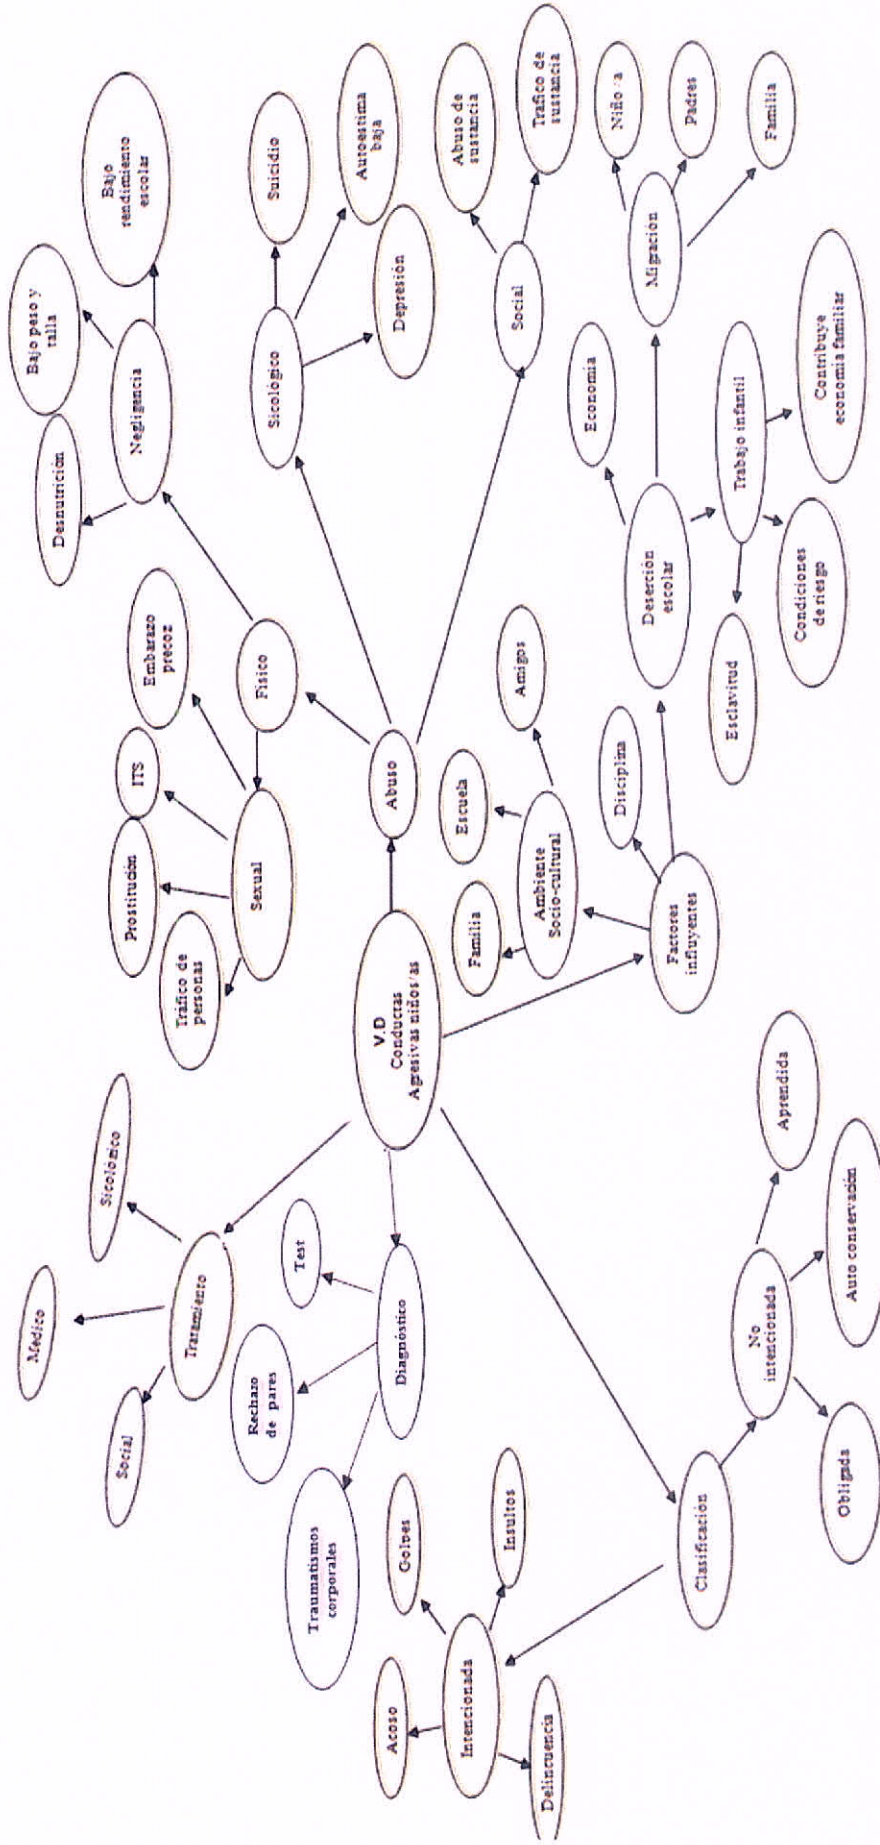 Medico
Sicológico
Social
Tratamiento
Tráfico de
personas
Prostitución
ITS
Embarazo
precoz
Sexual
Físico
Desnutrición
Bajo peso y
talla
Bajo
rendimiento
escolar
Negligencia
Sicológico
Suicidio
Autoestima
baja
Depresión
Test
Rechazo
de pares
Traumatismos
corporales
Diagnóstico
V.D
Conductas
Agresivas niños/as
Abuso
Social
Abuso de
sustancia
Trafico de
sustancia
Acoso
Golpes
Insultos
Intencionada
Delincuencia
Familia
Escuela
Amigos
Ambiente
Socio-cultural
Disciplina
Factores
influyentes
Economía
Deserción
escolar
Migración
Niño/a
Padres
Familia
Trabajo infantil
Esclavitud
Condiciones
de riesgo
Contribuye
economía familiar
Clasificación
No
intencionada
Aprendida
Auto conservación
Obligada